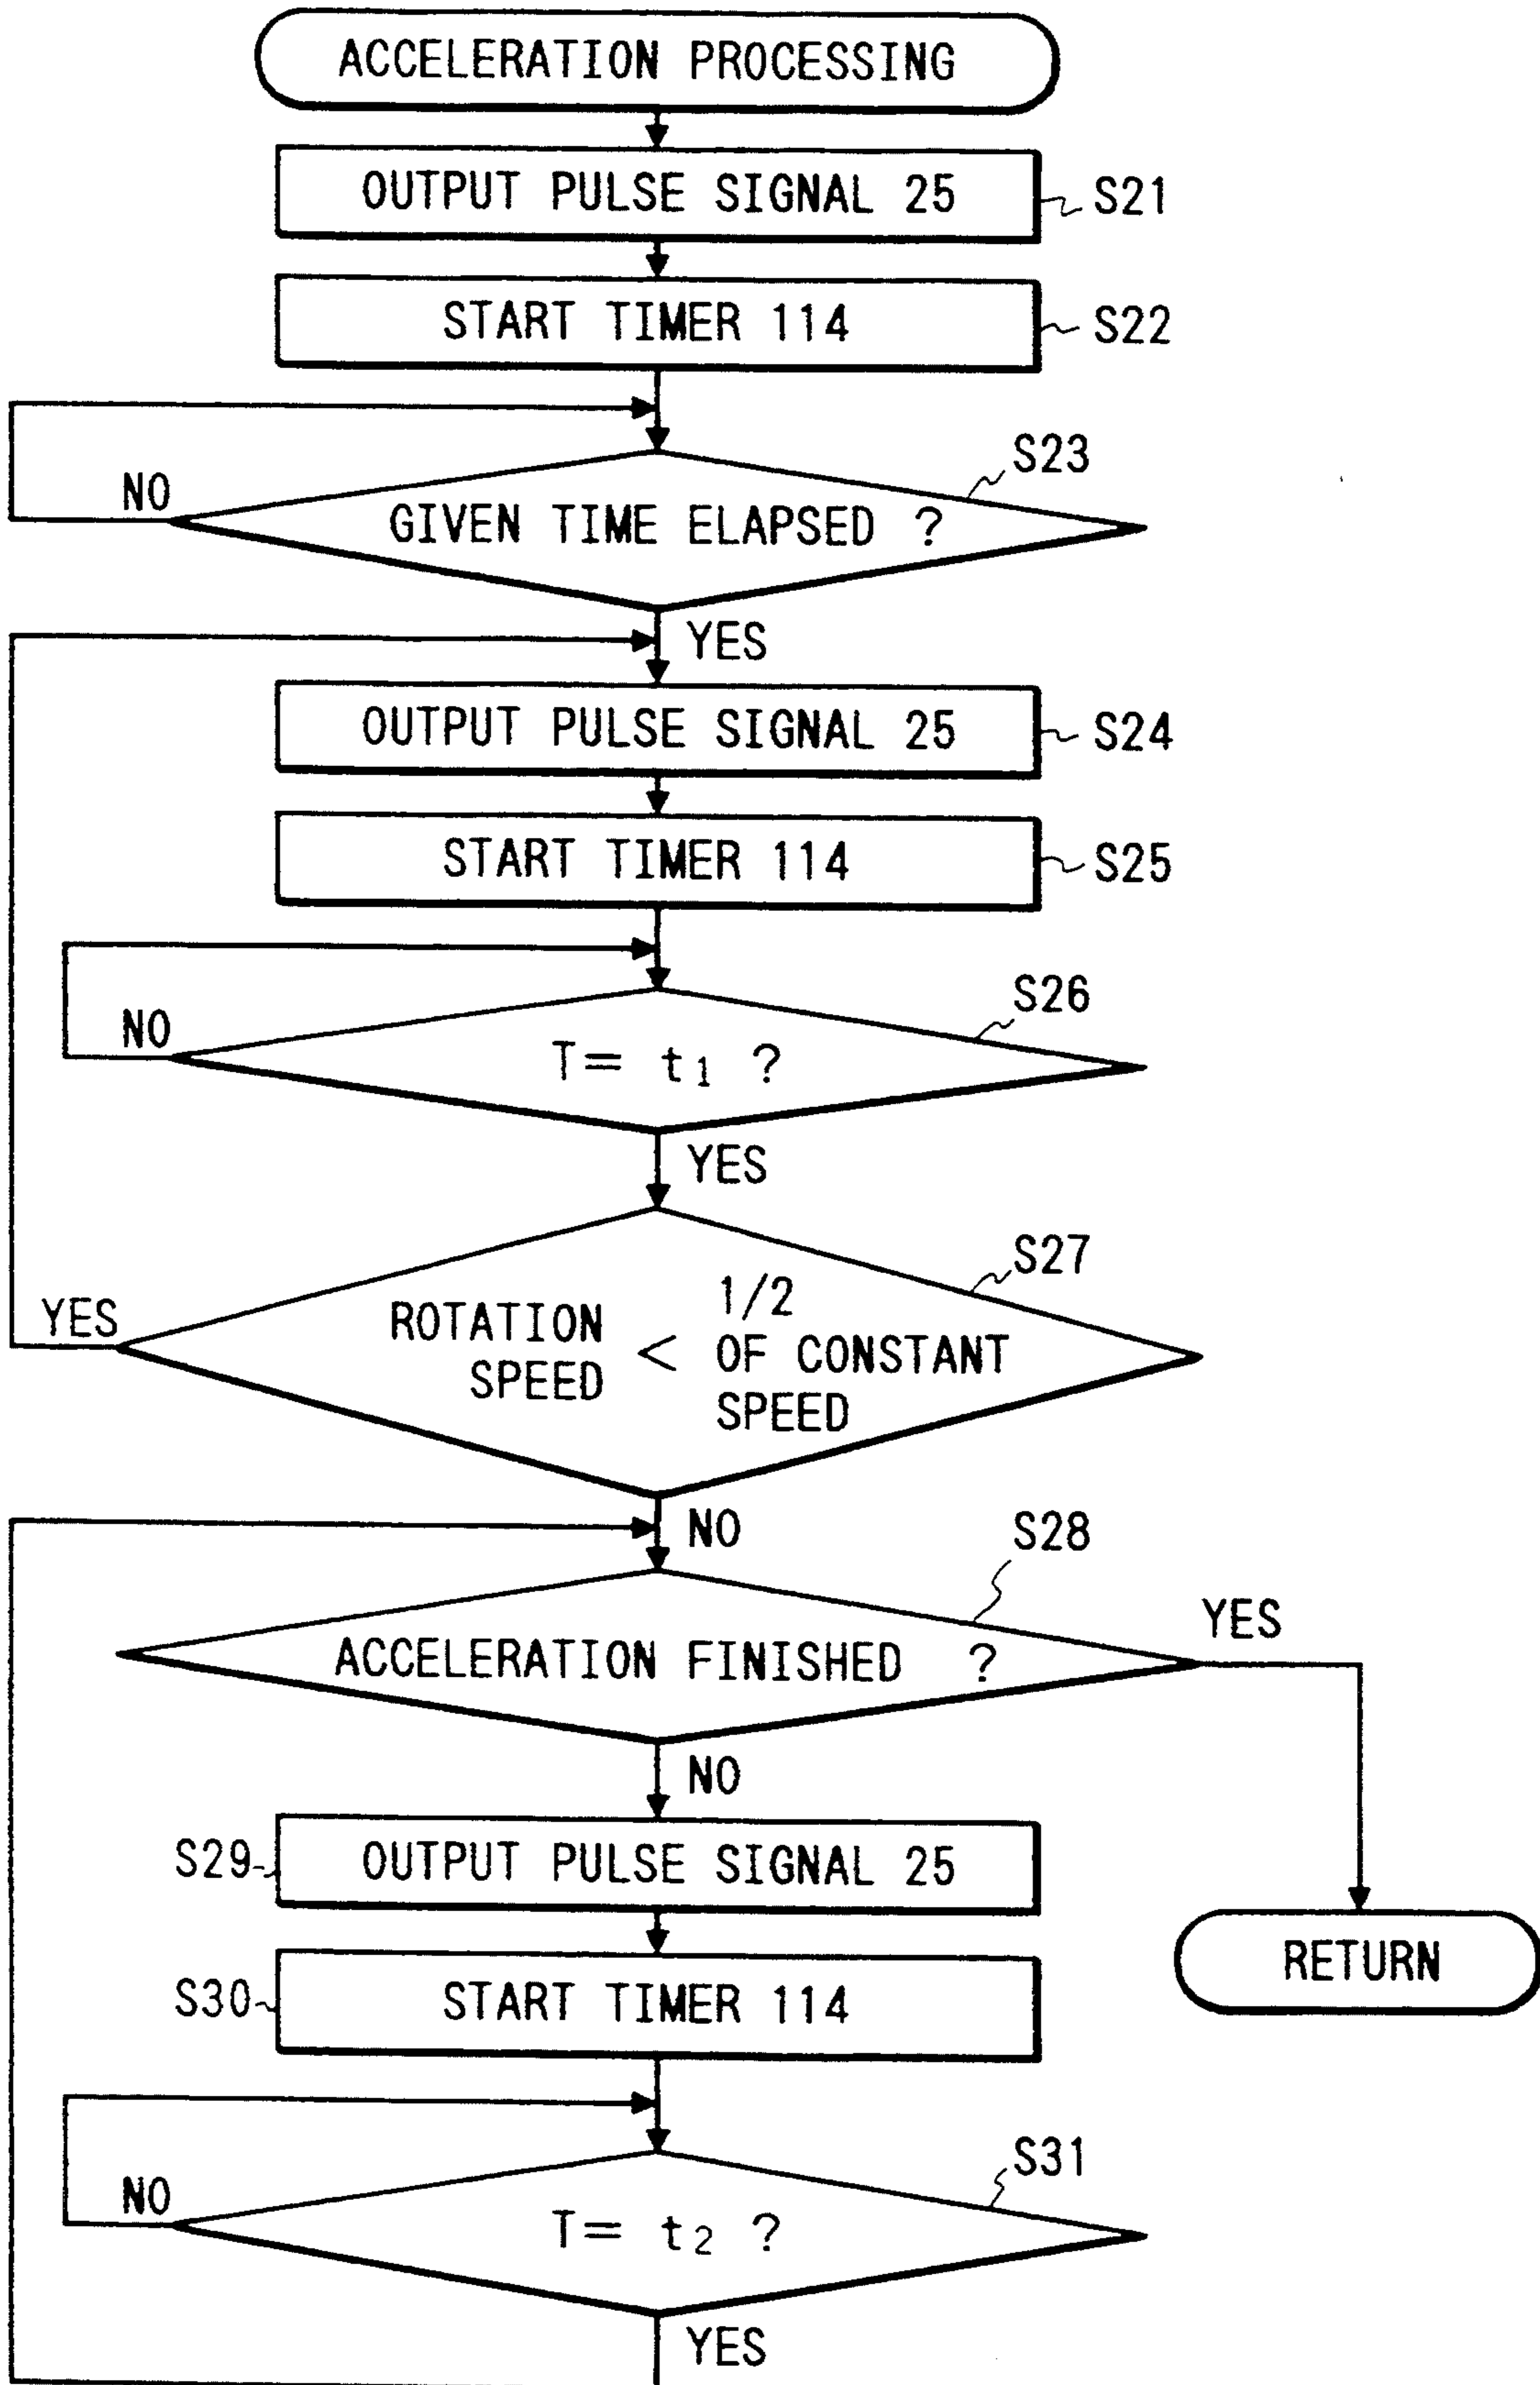 ACCELERATION PROCESSING
OUTPUT PULSE SIGNAL 25
S21
START TIMER 114
S22
S23
NO
GIVEN TIME ELAPSED ?
YES
OUTPUT PULSE SIGNAL 25
S24
START TIMER 114
S25
S26
NO
T= t1 ?
YES
S27
YES
ROTATION
SPEED
<
1/2
OF CONSTANT
SPEED
NO
S28
YES
ACCELERATION FINISHED ?
NO
S29
OUTPUT PULSE SIGNAL 25
RETURN
S30
START TIMER 114
S31
NO
T= t2 ?
YES